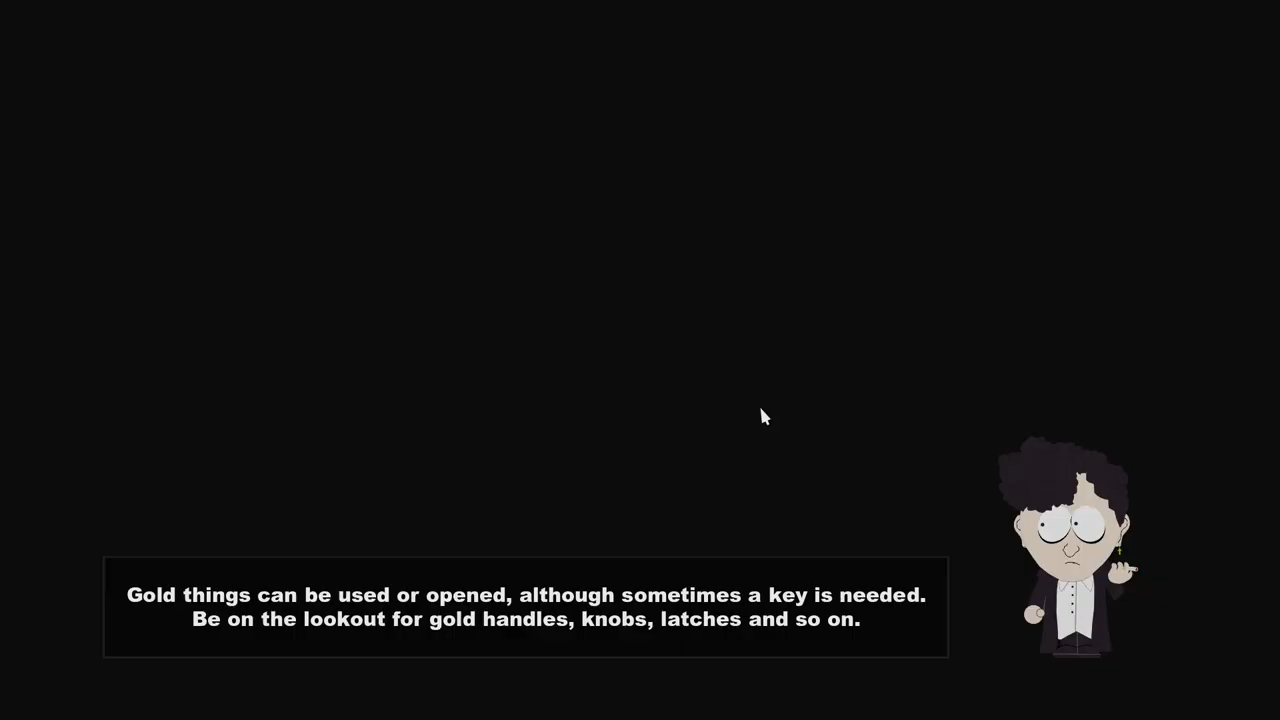 Gold things can be used or opened, although sometimes a key is needed.
Be on the lookout for gold handles, knobs, latches and so on.